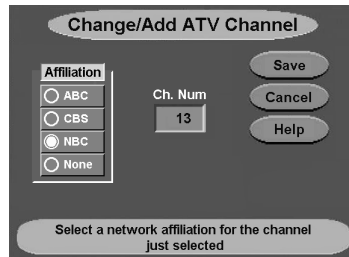 Change/Add ATV Channel
Affiliation
ABC
CBS
NBC
None
Ch. Num
13
Save
Cancel
Help
Select a network affiliation for the channel
just selected